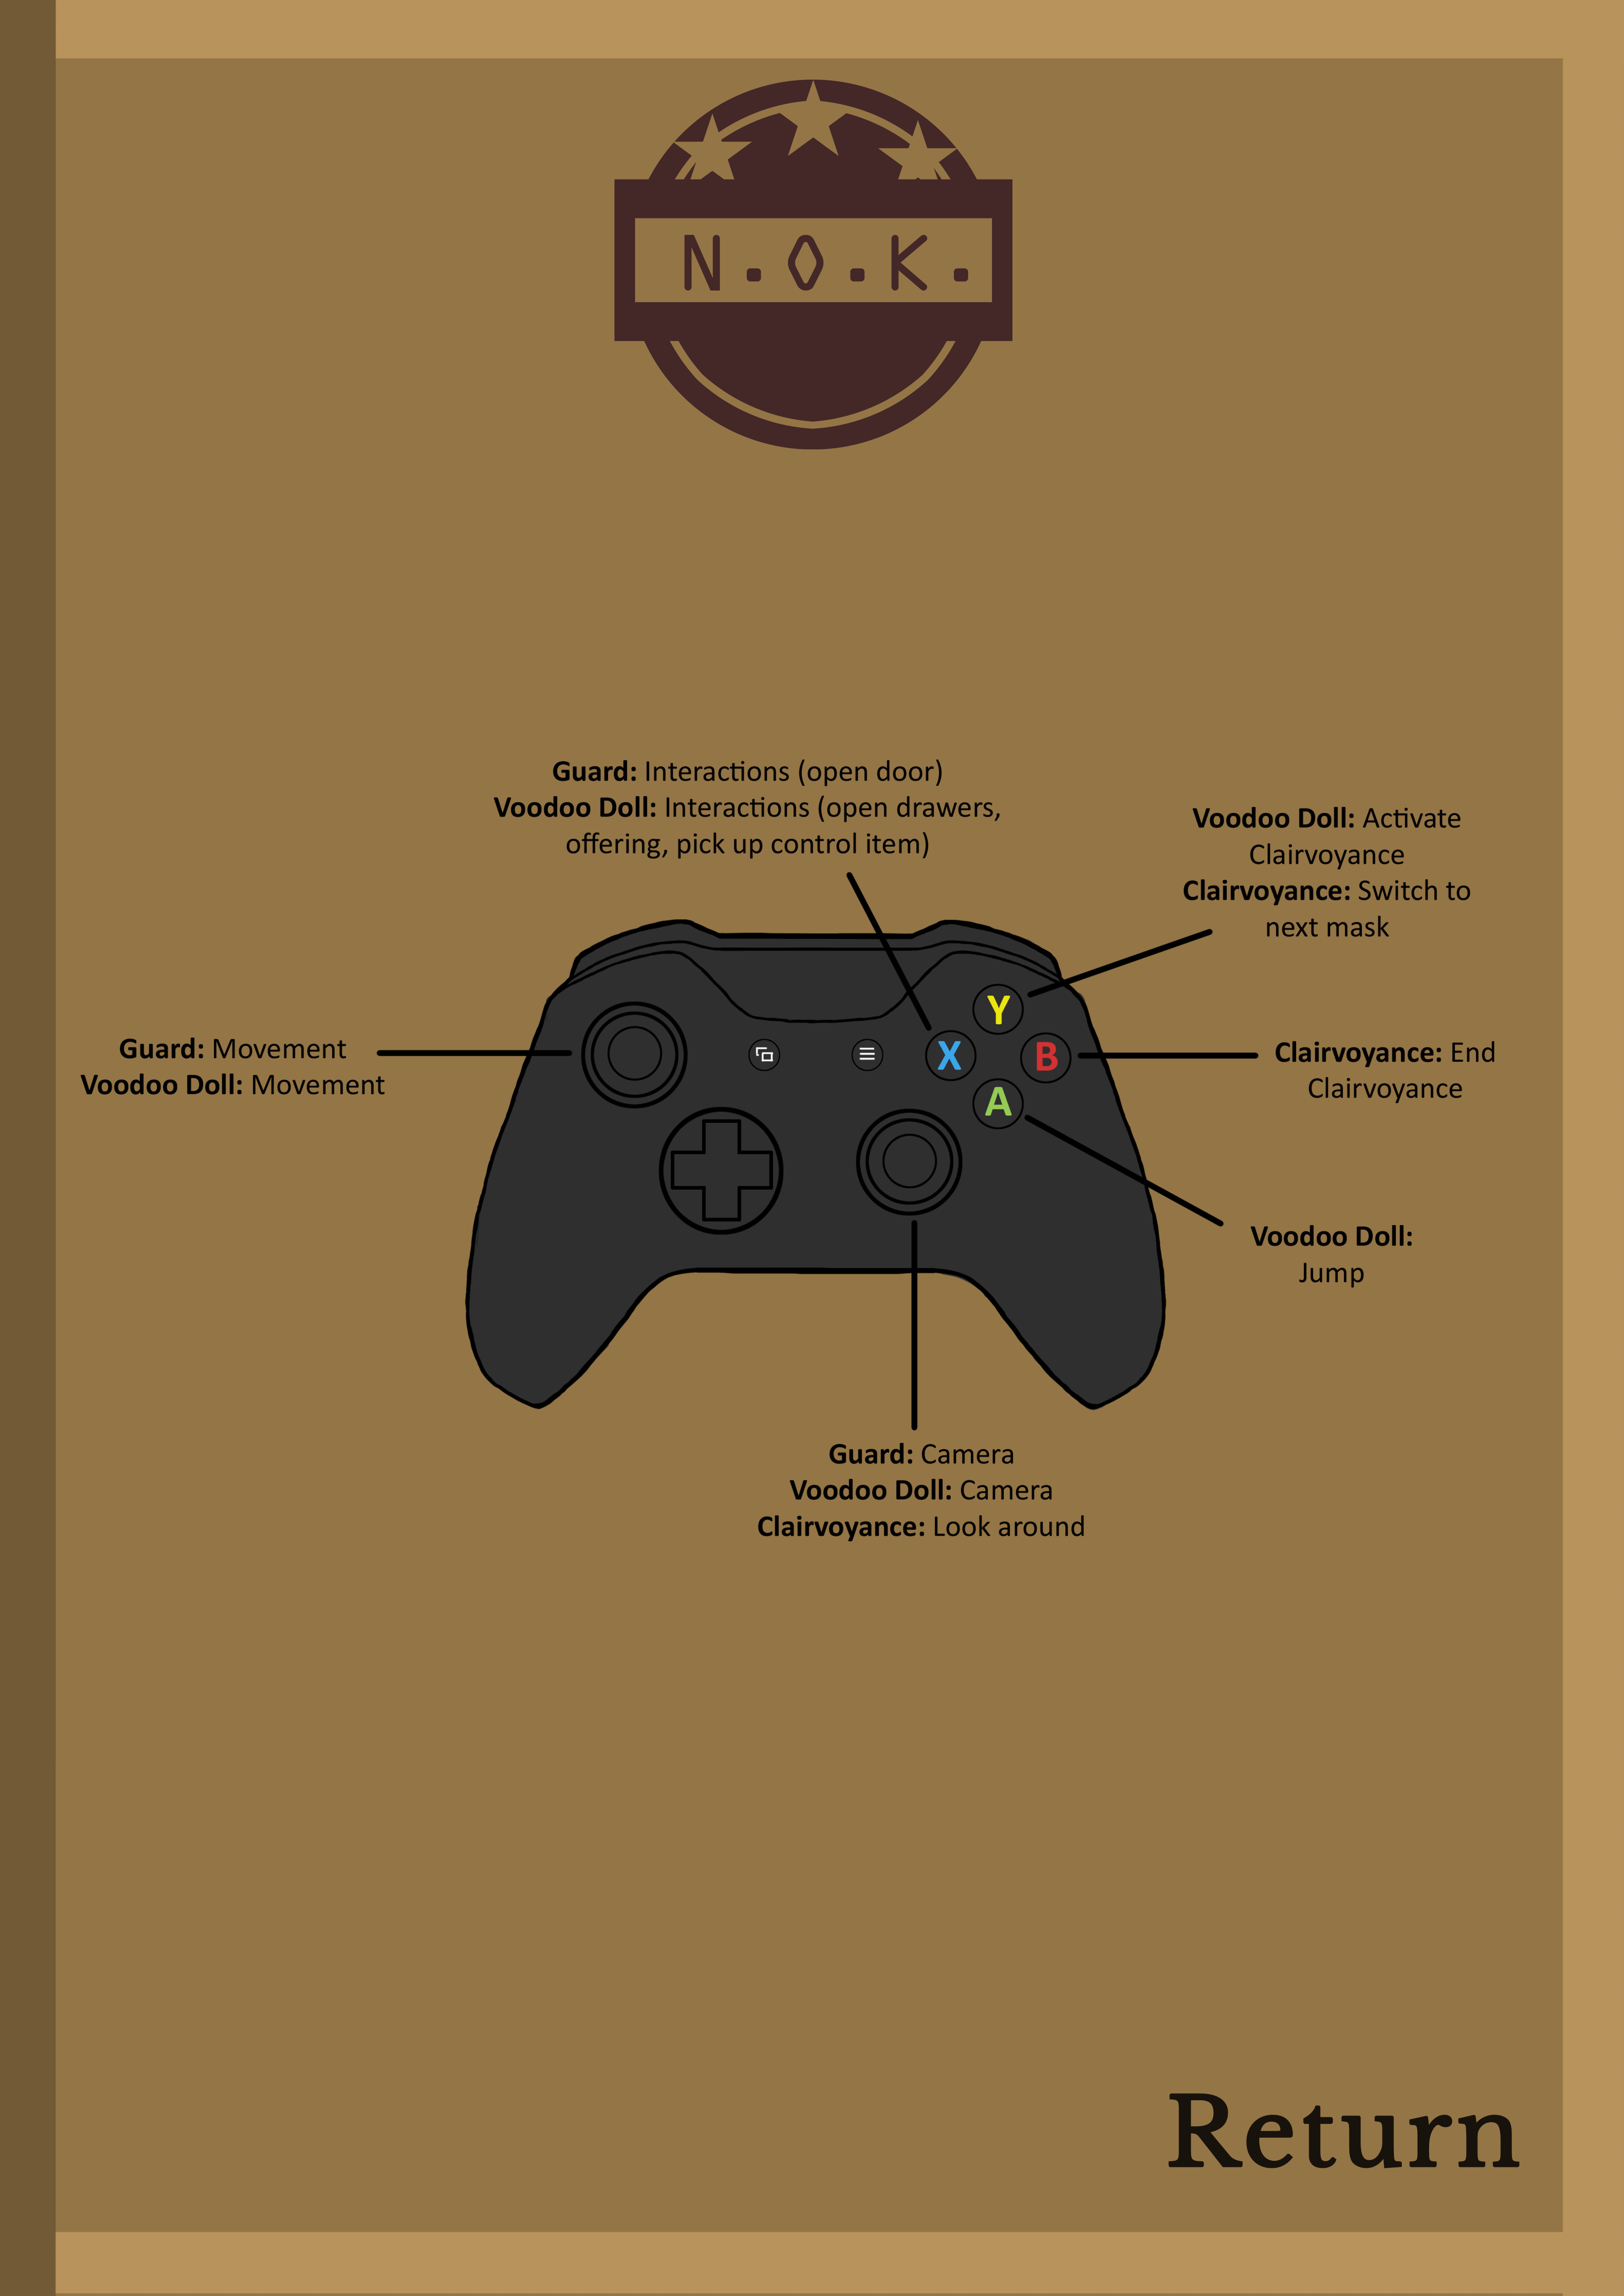 N.O.K.
Guard: Interactions (open door)
Voodoo Doll: Interactions (open drawers,
offering, pick up control item)
Voodoo Doll: Activate
Clairvoyance
Clairvoyance: Switch to
next mask
Y
X
B
A
Guard: Movement
Voodoo Doll: Movement
Clairvoyance: End
Clairvoyance
Voodoo Doll:
Jump
Guard: Camera
Voodoo Doll: Camera
Clairvoyance: Look around
Return